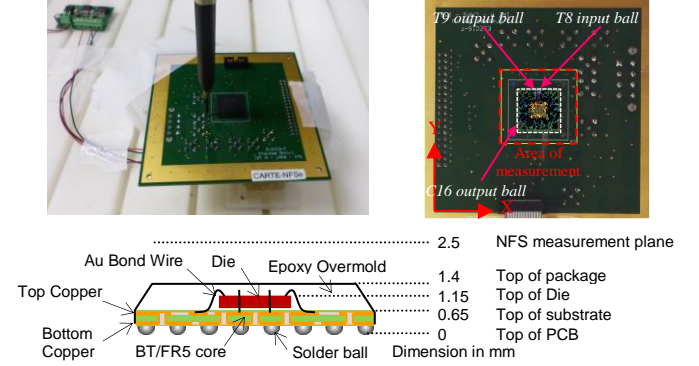 CARTE-NFSe
T9 output ball
T8 input ball
Y
Area of
measurement
C16 output ball
X
2.5 NFS measurement plane
Au Bond Wire
Die
Epoxy Overmold
1.4 Top of package
Top Copper
1.15 Top of Die
0.65 Top of substrate
0 Top of PCB
Bottom
Copper
BT/FR5 core
Solder ball
Dimension in mm